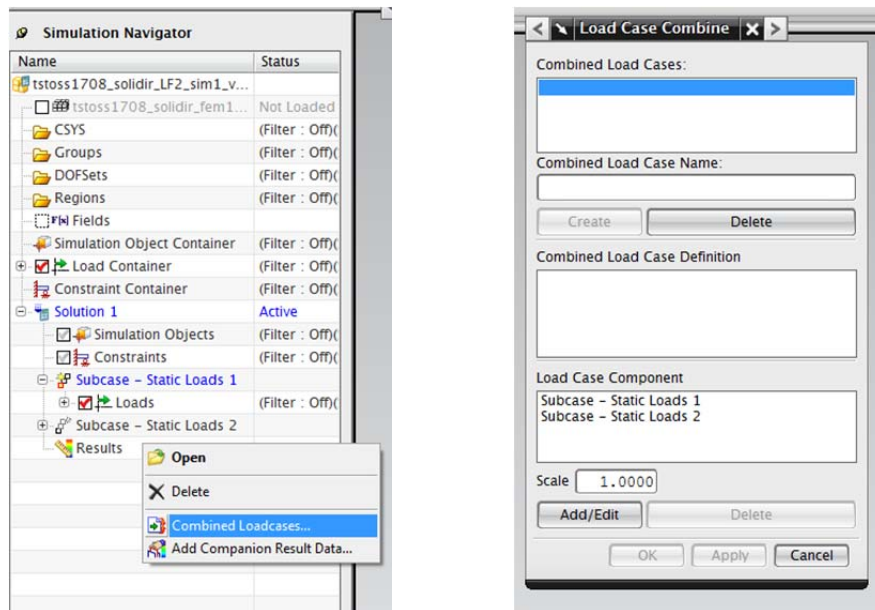 Simulation Navigator
Name Status
tstoss1708_solidir_LF2_sim1_v...
tstoss1708_solidir_fem1... Not Loaded
CSYS (Filter : Off)(
Groups (Filter : Off)(
DOFSets (Filter : Off)(
Regions (Filter : Off)(
F(x) Fields
Simulation Object Container (Filter : Off)(
Load Container (Filter : Off)(
Constraint Container (Filter : Off)(
Solution 1 Active
Simulation Objects (Filter : Off)(
Constraints (Filter : Off)(
Subcase – Static Loads 1
Loads (Filter : Off)(
Subcase – Static Loads 2
Results
Open
Delete
Combined Loadcases...
Add Companion Result Data...
Load Case Combine
Combined Load Cases:
Combined Load Case Name:
Create Delete
Combined Load Case Definition
Load Case Component
Subcase – Static Loads 1
Subcase – Static Loads 2
Scale 1.0000
Add/Edit Delete
OK Apply Cancel